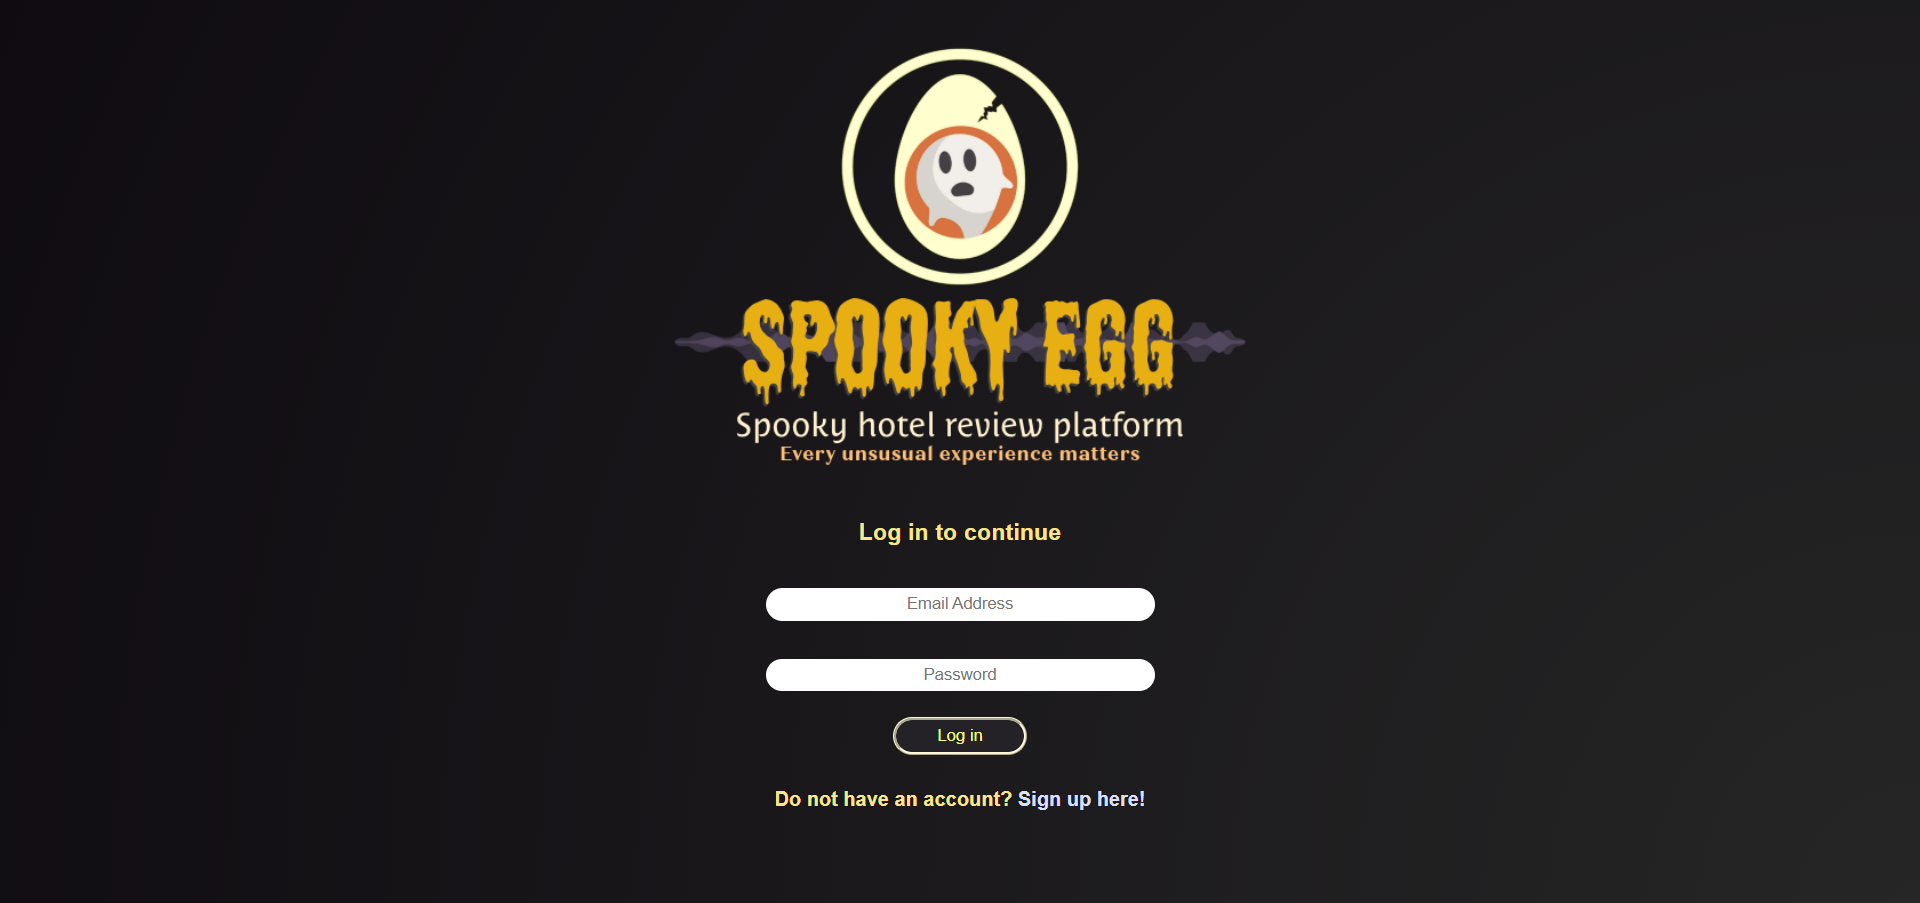 SPOOKY EGG
Spooky hotel review platform
Every unsusual experience matters
Log in to continue
Email Address
Password
Log in
Do not have an account? Sign up here!